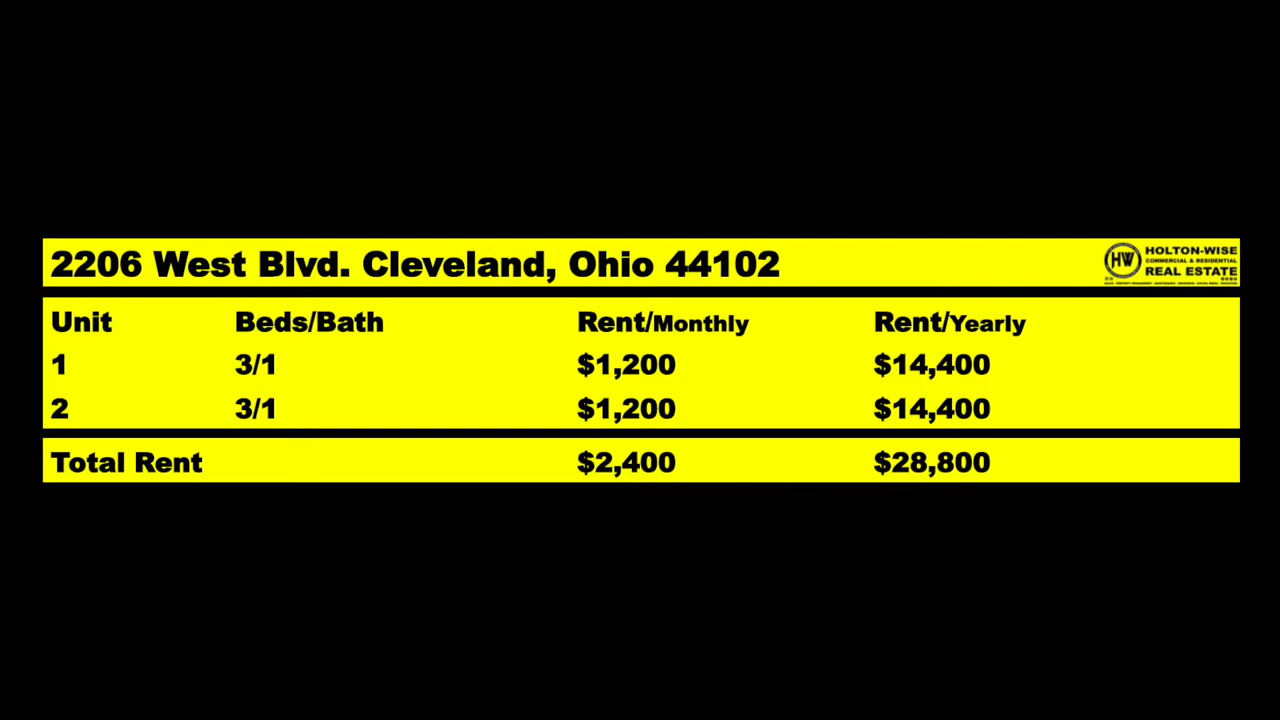 2206 West Blvd. Cleveland, Ohio 44102
HW
HOLTON-WISE
COMMERCIAL & RESIDENTIAL
REAL ESTATE
Unit Beds/Bath Rent/Monthly Rent/Yearly
1 3/1 $1,200 $14,400
2 3/1 $1,200 $14,400
Total Rent $2,400 $28,800